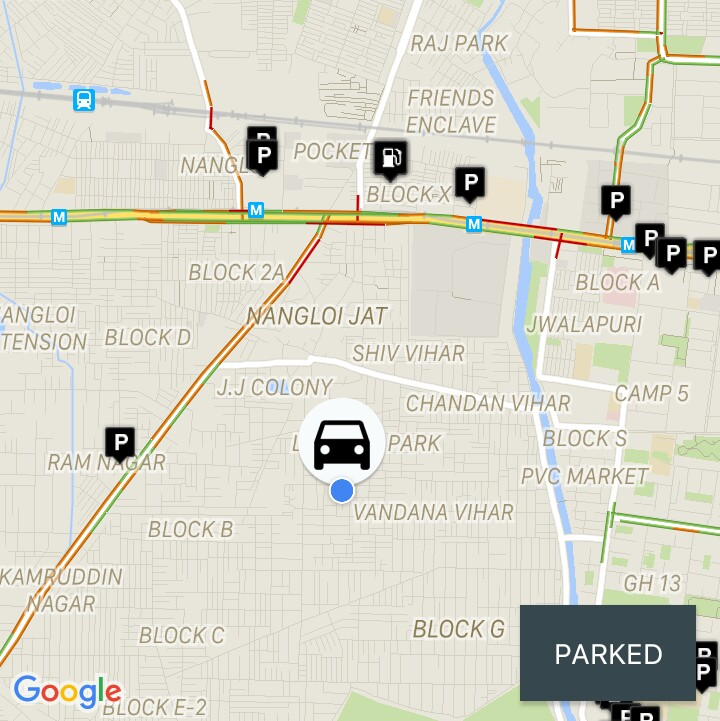 RAJ PARK
FRIENDS
ENCLAVE
P
P
NANGL
POCKET
BLOCK-X
P
P
M
M
M
M
P
P
P
BLOCK 2A
BLOCK A
ANGLOI
TENSION
NANGLOI JAT
JWALAPURI
BLOCK D
SHIV VIHAR
J.J COLONY
CHANDAN VIHAR
CAMP 5
P
L PARK
BLOCK S
RAM NAGAR
PVC MARKET
VANDANA VIHAR
BLOCK B
KAMRUDDIN
NAGAR
GH 13
BLOCK C
BLOCK G
PARKED
P
P
Google
BLOCK E-2
P
P